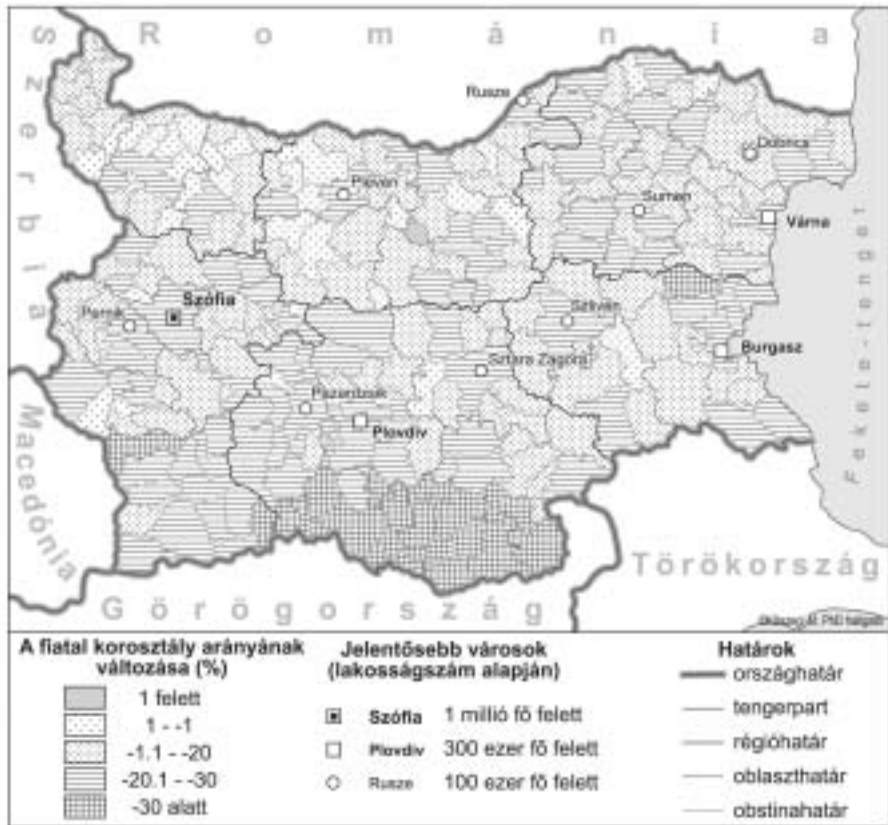 Szerbia
Románia
Rusze
Dobrics
Pleven
Sumen
Várna
Fekete-tenger
Szófia
Pernik
Szliven
Burgasz
Sztara Zagora
Pazardzsik
Plovdiv
Macedónia
Törökország
Görögország
A fiatal korosztály arányának
változása (%)
1 felett
1 - -1
-1.1 - -20
-20.1 - -30
-30 alatt
Jelentősebb városok
(lakosságszám alapján)
Szófia 1 millió fő felett
Plovdiv 300 ezer fő felett
Rusze 100 ezer fő felett
Határok
országhatár
tengerpart
régióhatár
oblaszthatár
obstinahatár